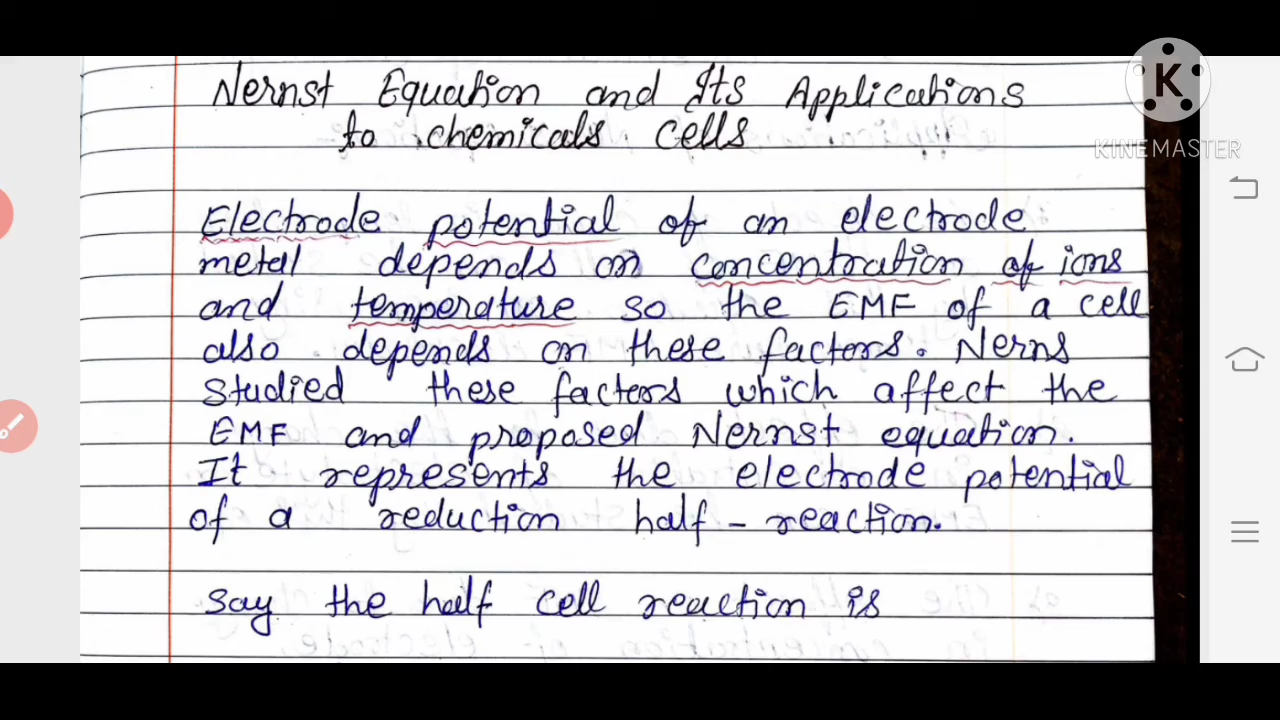 Nernst Equation and Its Applications
to chemicals cells
K
KINEMASTER
Electrode potential of an electrode
metal depends on concentration of ions
and temperature so the EMF of a cell
also depends on these factors. Nerns
studied these factors which affect the
EMF and proposed Nernst equation.
It represents the electrode potential
of a reduction half - reaction.
Say the half cell reaction is